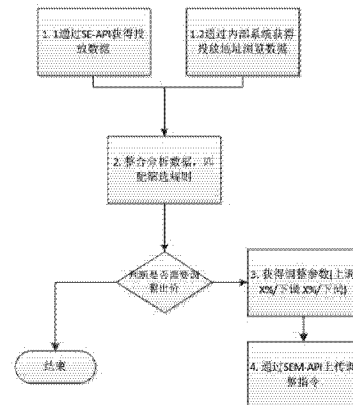 1. 1通过SE-API获得投
放数据
1.2通过内部系统获得
投放地址浏览数据
2. 整合分析数据，匹
配筛选规则
判断是否需要调
整出价
3. 获得调整参数(上调
X%/下调 X%/下线)
结束
4. 通过SEM-API上传调
整指令